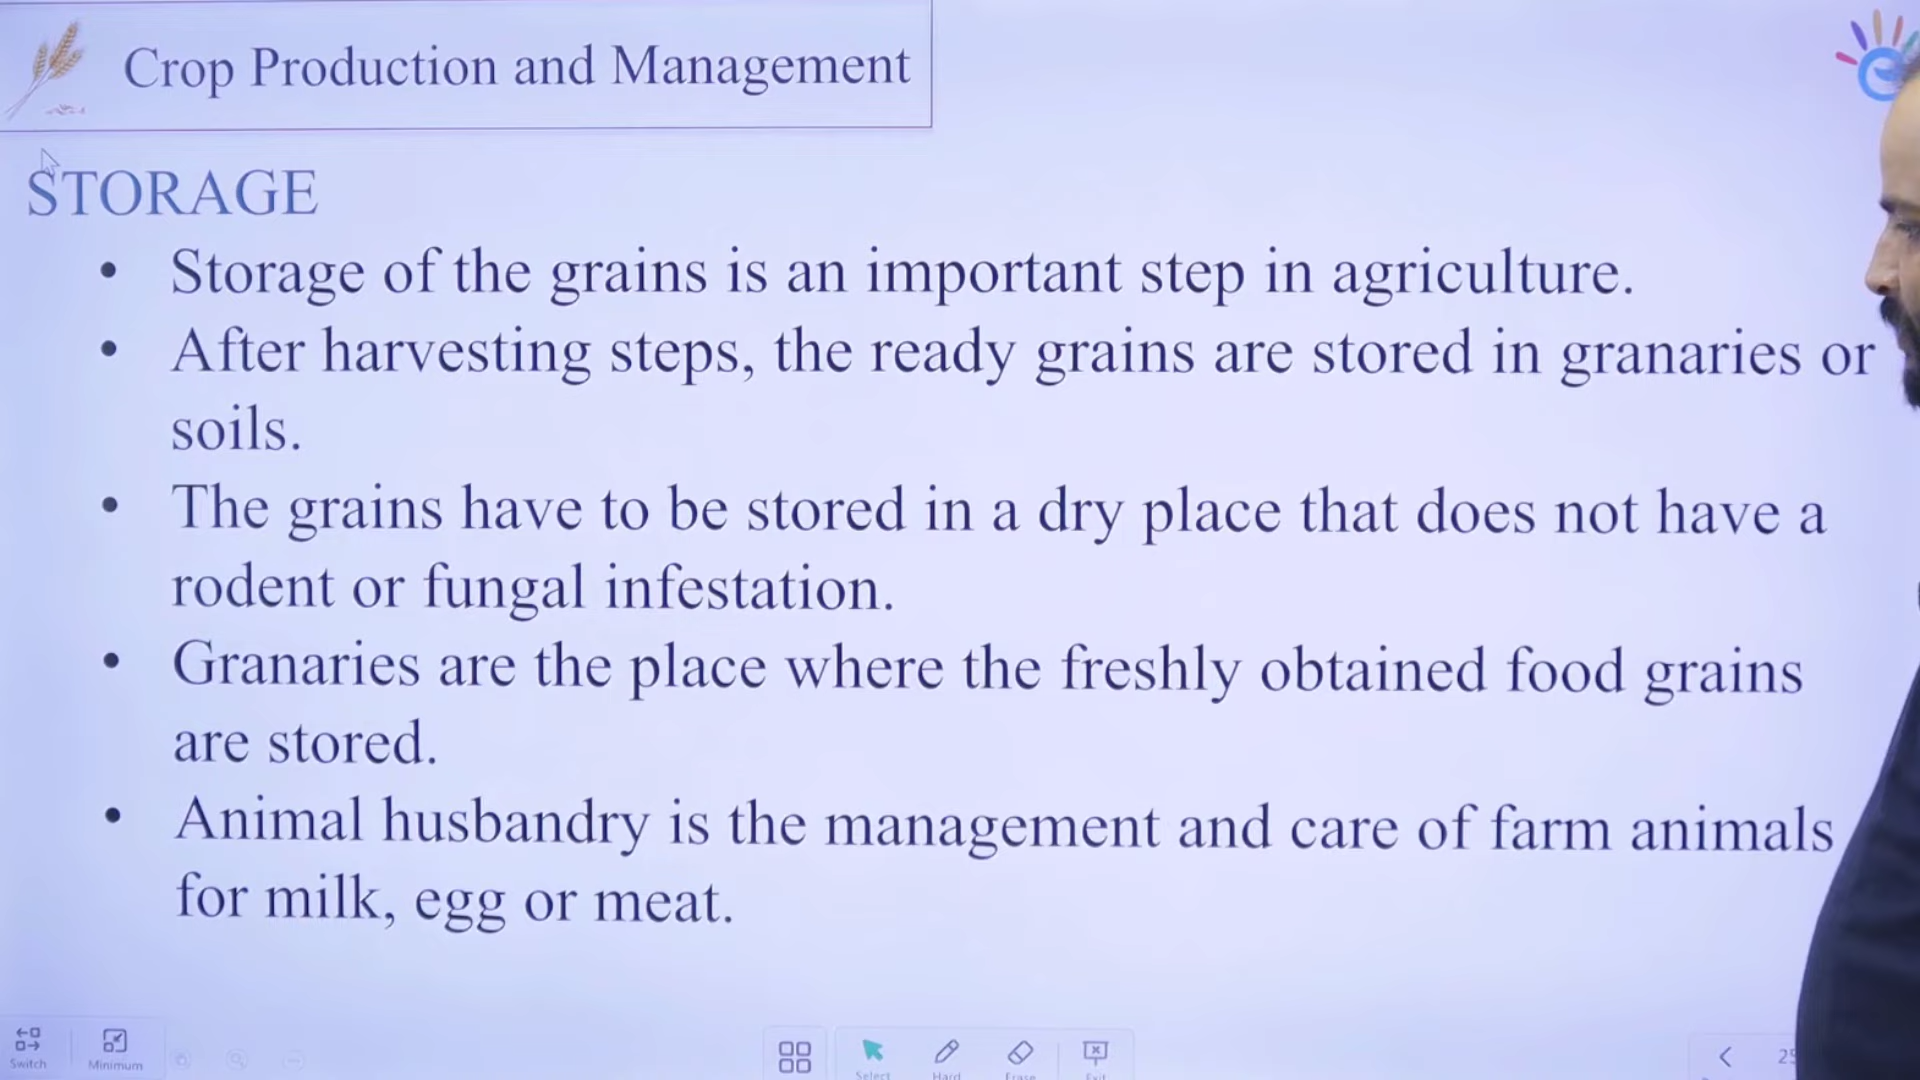 Crop Production and Management
STORAGE
• Storage of the grains is an important step in agriculture.
• After harvesting steps, the ready grains are stored in granaries or
soils.
• The grains have to be stored in a dry place that does not have a
rodent or fungal infestation.
• Granaries are the place where the freshly obtained food grains
are stored.
• Animal husbandry is the management and care of farm animals
for milk, egg or meat.
Switch
Minimum
Select
Hard
Erase
Exit